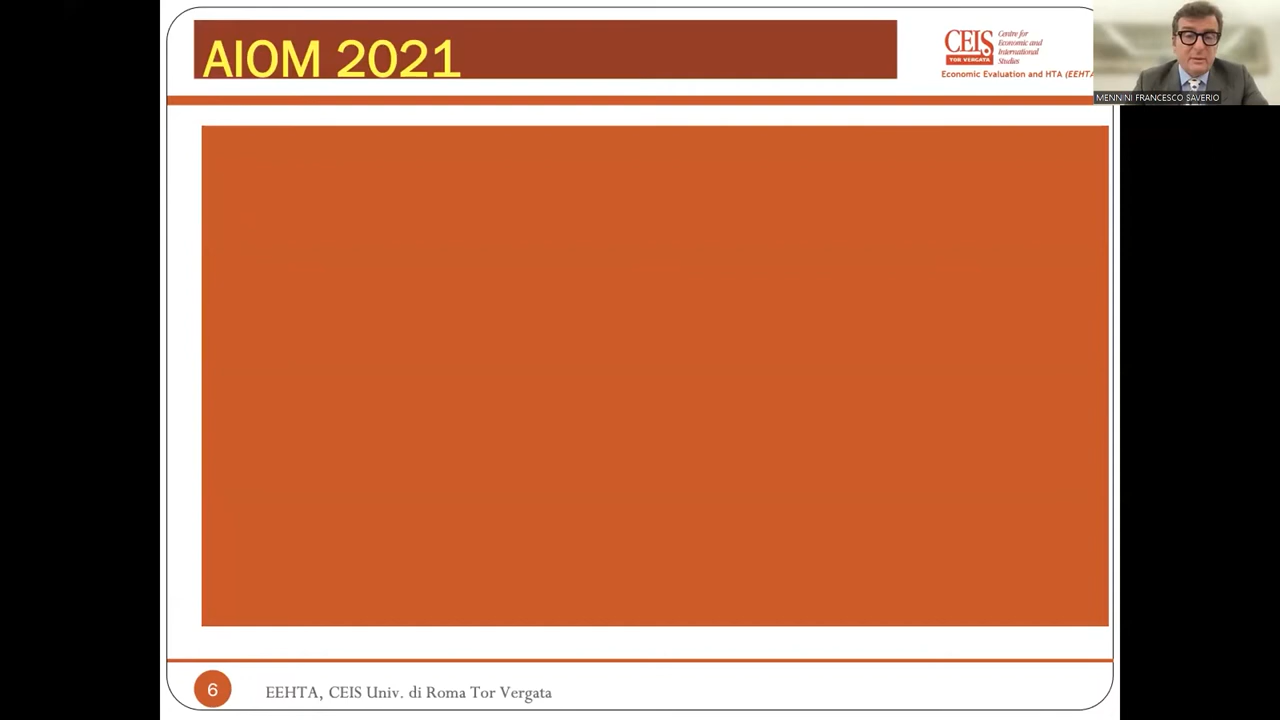 AIOM 2021
CEIS
TOR VERGATA
Centre for
Economic and
International
Studies
Economic Evaluation and HTA (EEHTA
MENNINI FRANCESCO SAVERIO
6
EEHTA, CEIS Univ. di Roma Tor Vergata